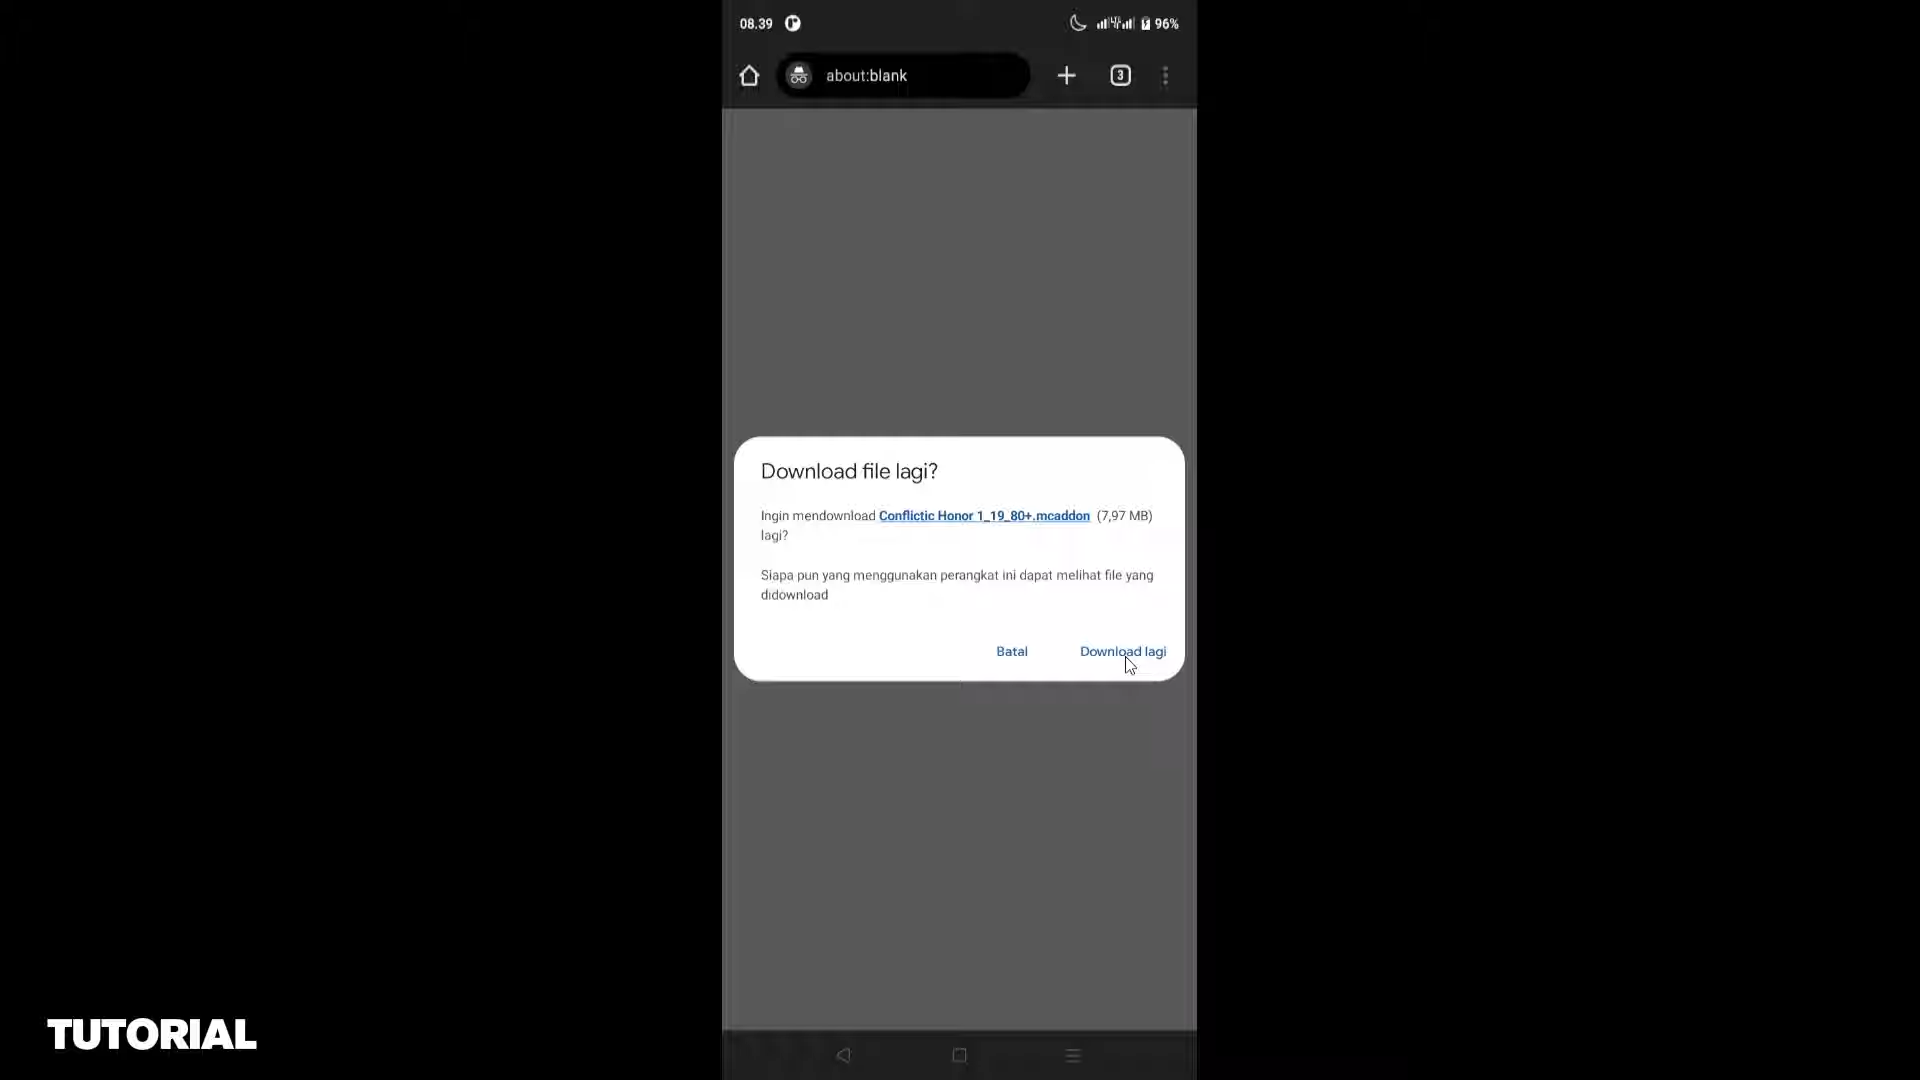 08.39
96%
about:blank
3
Download file lagi?
Ingin mendownload Conflictic Honor 1_19_80+.mcaddon (7,97 MB)
lagi?
Siapa pun yang menggunakan perangkat ini dapat melihat file yang
didownload
Batal
Download lagi
TUTORIAL